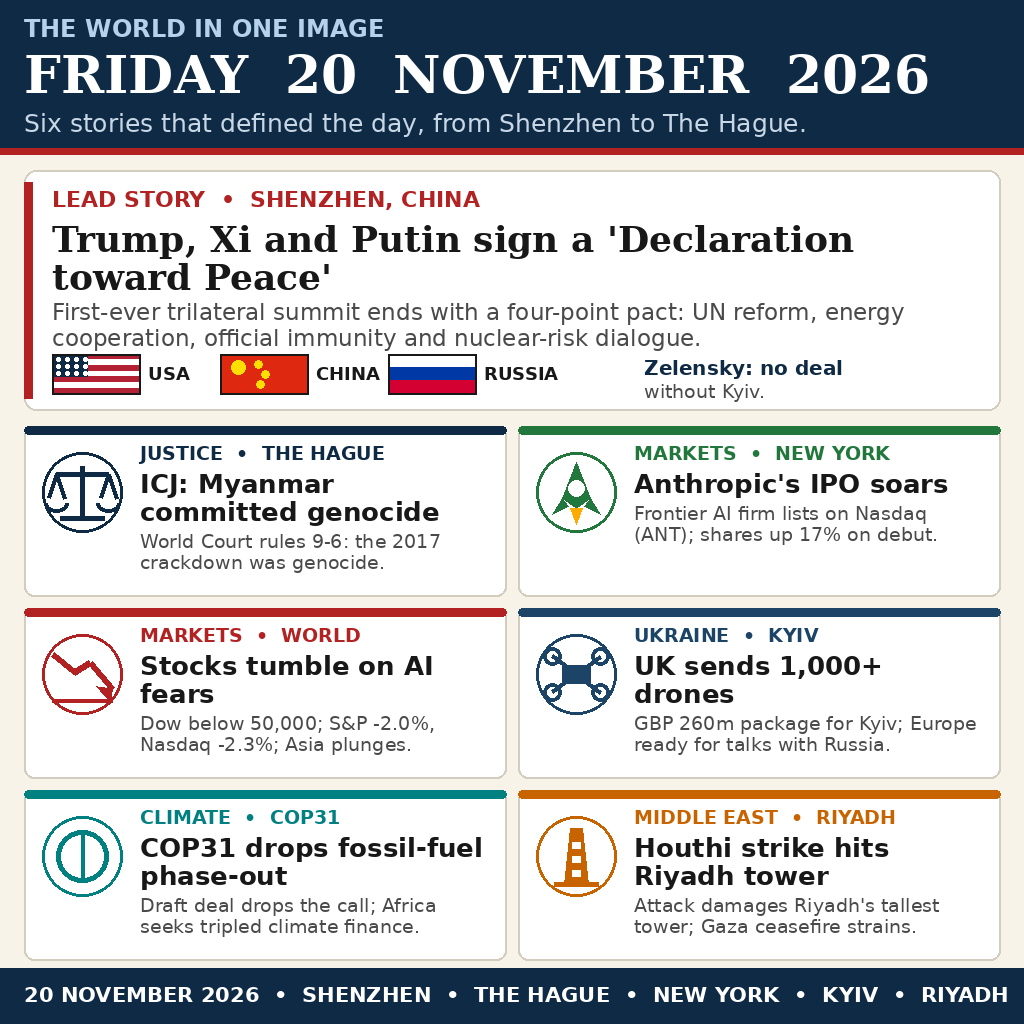 THE WORLD IN ONE IMAGE
FRIDAY 20 NOVEMBER 2026
Six stories that defined the day, from Shenzhen to The Hague.
LEAD STORY • SHENZHEN, CHINA
Trump, Xi and Putin sign a 'Declaration
toward Peace'
First-ever trilateral summit ends with a four-point pact: UN reform, energy
cooperation, official immunity and nuclear-risk dialogue.
USA
CHINA
RUSSIA
Zelensky: no deal
without Kyiv.
JUSTICE • THE HAGUE
ICJ: Myanmar
committed genocide
World Court rules 9-6: the 2017
crackdown was genocide.
MARKETS • NEW YORK
Anthropic's IPO soars
Frontier AI firm lists on Nasdaq
(ANT); shares up 17% on debut.
MARKETS • WORLD
Stocks tumble on AI
fears
Dow below 50,000; S&P -2.0%,
Nasdaq -2.3%; Asia plunges.
UKRAINE • KYIV
UK sends 1,000+
drones
GBP 260m package for Kyiv; Europe
ready for talks with Russia.
CLIMATE • COP31
COP31 drops fossil-fuel
phase-out
Draft deal drops the call; Africa
seeks tripled climate finance.
MIDDLE EAST • RIYADH
Houthi strike hits
Riyadh tower
Attack damages Riyadh's tallest
tower; Gaza ceasefire strains.
20 NOVEMBER 2026 • SHENZHEN • THE HAGUE • NEW YORK • KYIV • RIYADH